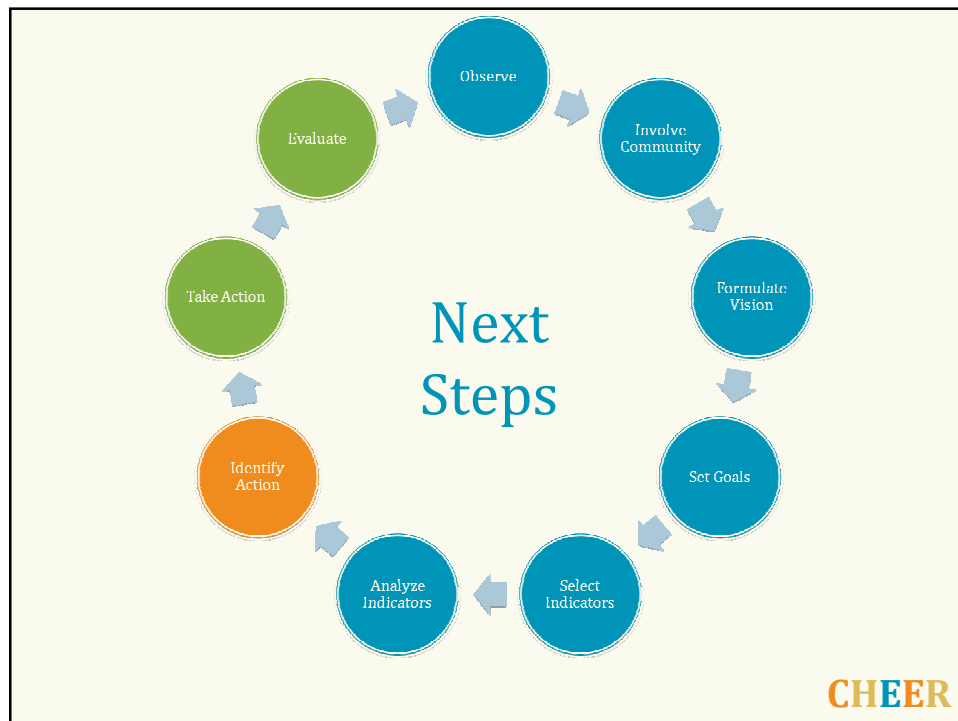 Observe
Involve
Community
Formulate
Vision
Set Goals
Select
Indicators
Analyze
Indicators
Identify
Action
Take Action
Evaluate
Next
Steps
CHEER